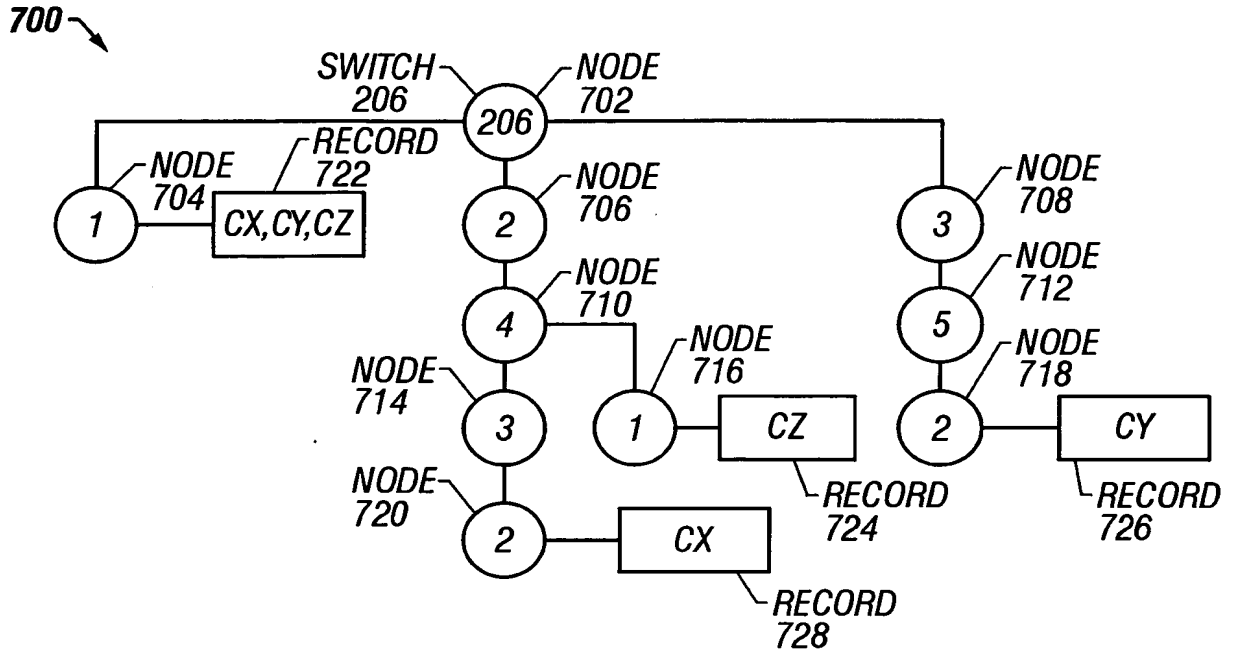 700
SWITCH
206
NODE
702
206
RECORD
722
NODE
704
1
CX, CY, CZ
NODE
706
2
NODE
708
3
NODE
710
4
NODE
712
5
NODE
714
3
NODE
716
1
CZ
RECORD
724
NODE
718
2
CY
RECORD
726
NODE
720
2
CX
RECORD
728